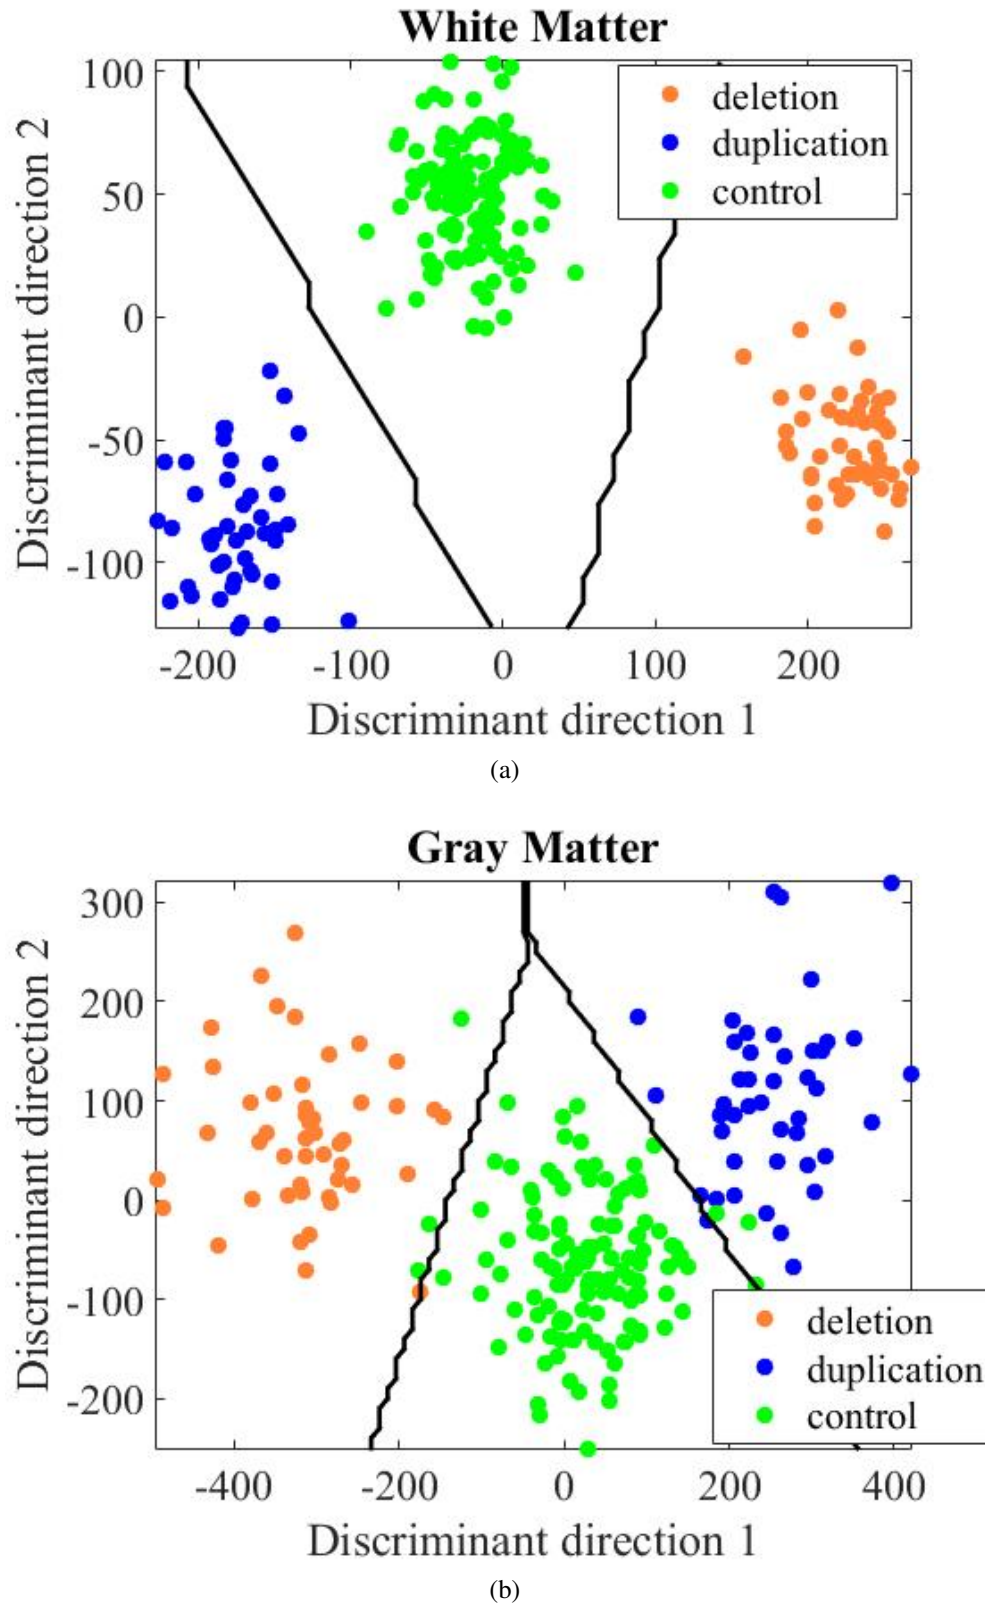 White Matter
100
50
0
-50
-100
Discriminant direction 2
deletion
duplication
control
-200 -100 0 100 200
Discriminant direction 1
(a)
Gray Matter
300
200
100
0
-100
-200
Discriminant direction 2
deletion
duplication
control
-400 -200 0 200 400
Discriminant direction 1
(b)